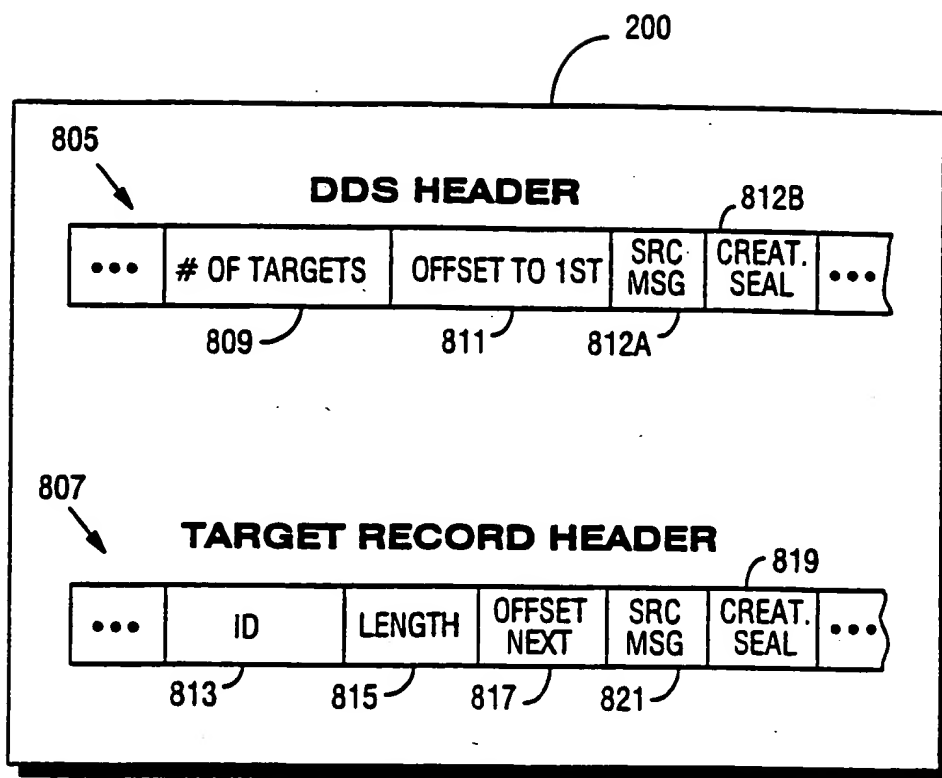 200
805
DDS HEADER
812B
••• # OF TARGETS OFFSET TO 1ST SRC MSG CREAT. SEAL •••
809 811 812A
807
TARGET RECORD HEADER
819
••• ID LENGTH OFFSET NEXT SRC MSG CREAT. SEAL •••
813 815 817 821